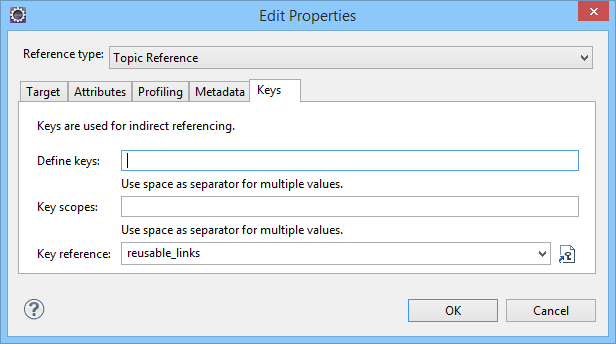 Edit Properties
Reference type: Topic Reference
Target Attributes Profiling Metadata Keys
Keys are used for indirect referencing.
Define keys:
Use space as separator for multiple values.
Key scopes:
Use space as separator for multiple values.
Key reference: reusable_links
OK Cancel